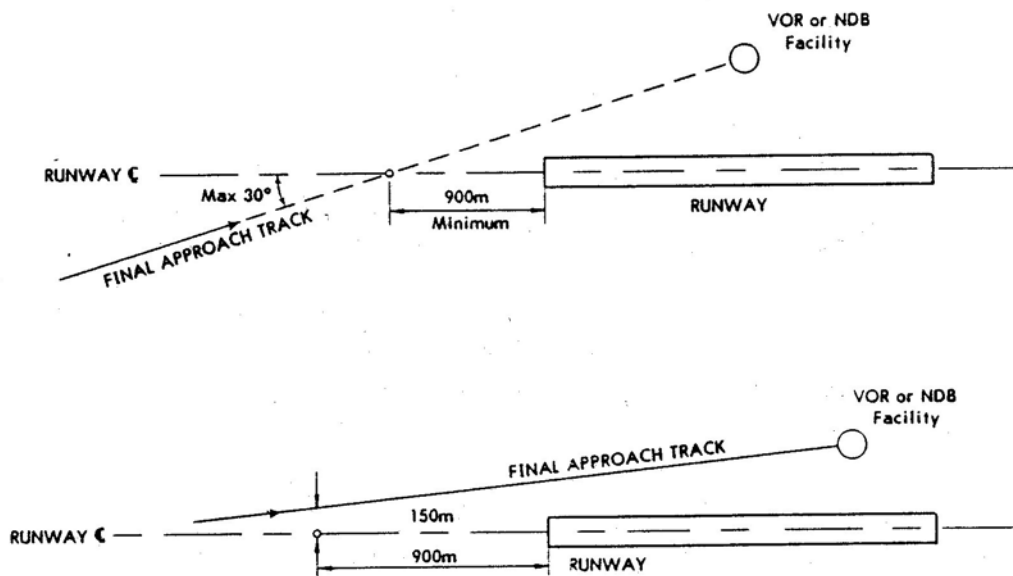 VOR or NDB
Facility
RUNWAY ℄
Max 30°
900m
Minimum
RUNWAY
FINAL APPROACH TRACK
VOR or NDB
Facility
FINAL APPROACH TRACK
150m
RUNWAY ℄
900m
RUNWAY